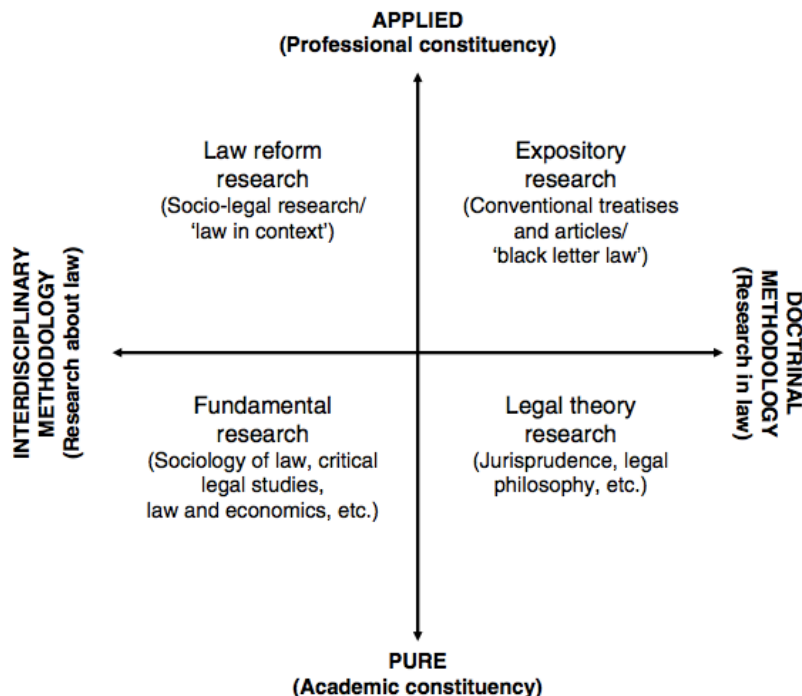 APPLIED
(Professional constituency)
Law reform
research
(Socio-legal research/
‘law in context’)
Expository
research
(Conventional treatises
and articles/
‘black letter law’)
INTERDISCIPLINARY
METHODOLOGY
(Research about law)
DOCTRINAL
METHODOLOGY
(Research in law)
Fundamental
research
(Sociology of law, critical
legal studies,
law and economics, etc.)
Legal theory
research
(Jurisprudence, legal
philosophy, etc.)
PURE
(Academic constituency)